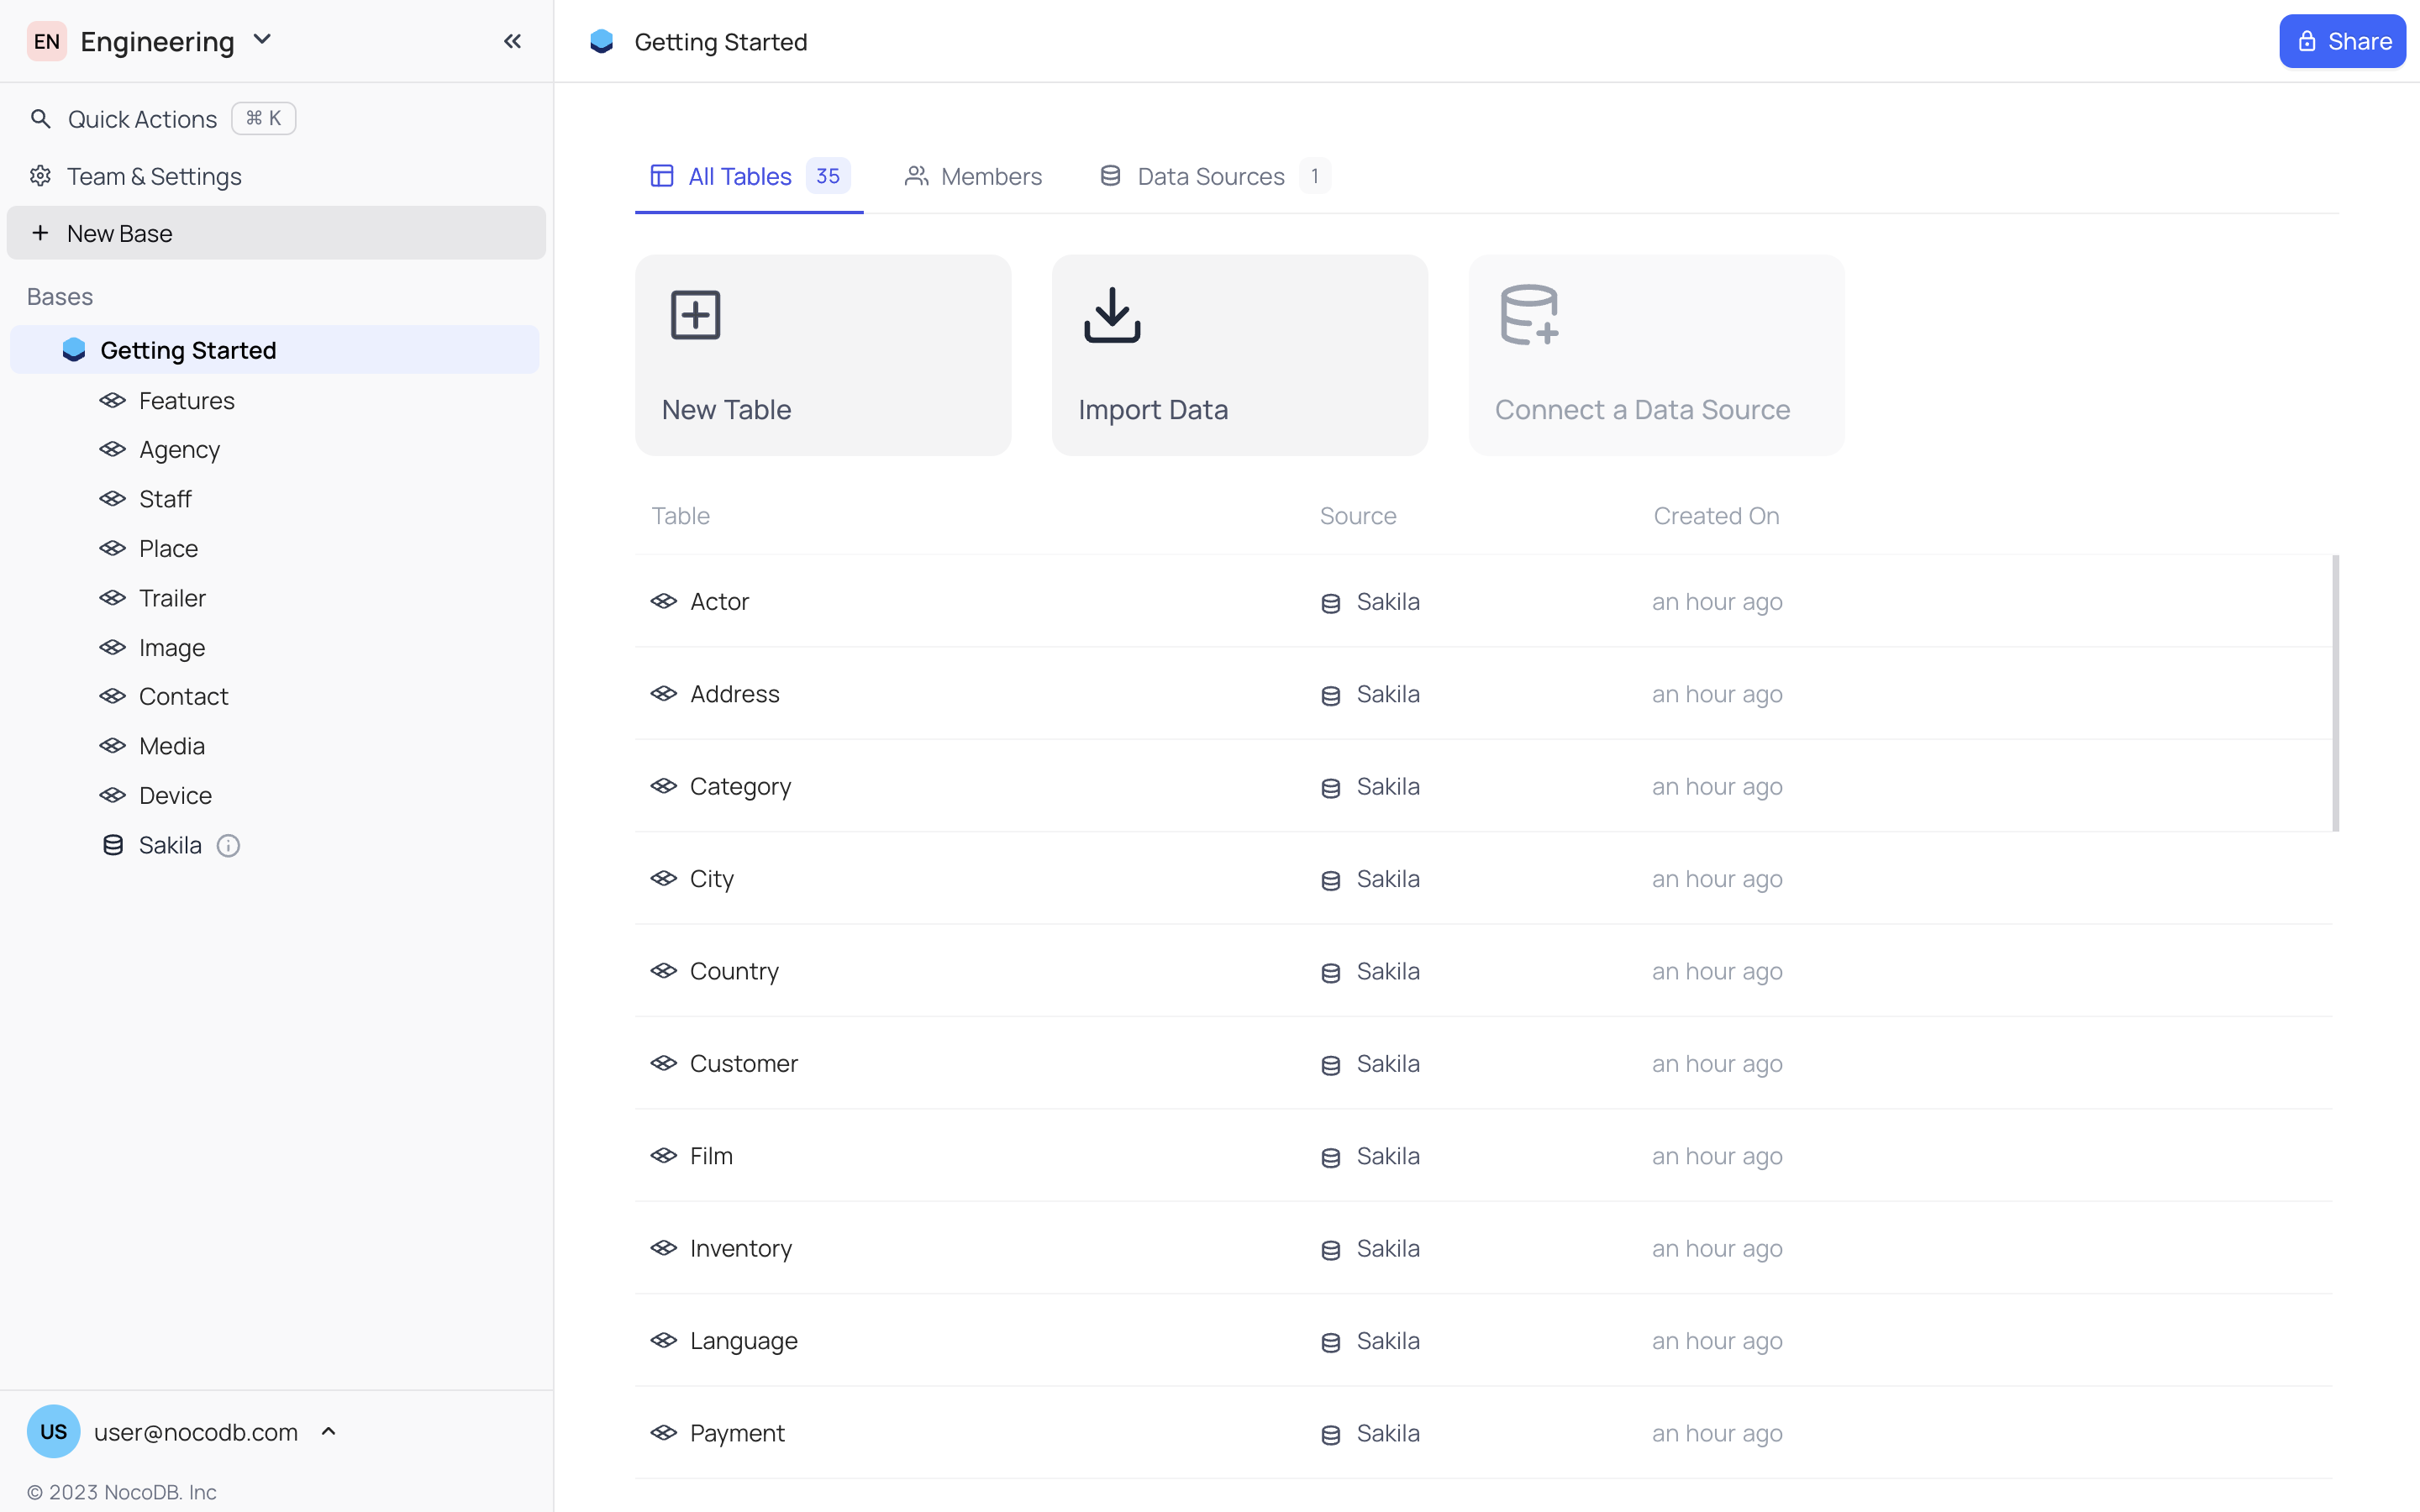 EN Engineering
Quick Actions ⌘ K
Team & Settings
New Base
Bases
Getting Started
Features
Agency
Staff
Place
Trailer
Image
Contact
Media
Device
Sakila
US user@nocodb.com
© 2023 NocoDB. Inc
Getting Started
Share
All Tables 35 Members Data Sources 1
New Table Import Data Connect a Data Source
Table Source Created On
Actor Sakila an hour ago
Address Sakila an hour ago
Category Sakila an hour ago
City Sakila an hour ago
Country Sakila an hour ago
Customer Sakila an hour ago
Film Sakila an hour ago
Inventory Sakila an hour ago
Language Sakila an hour ago
Payment Sakila an hour ago